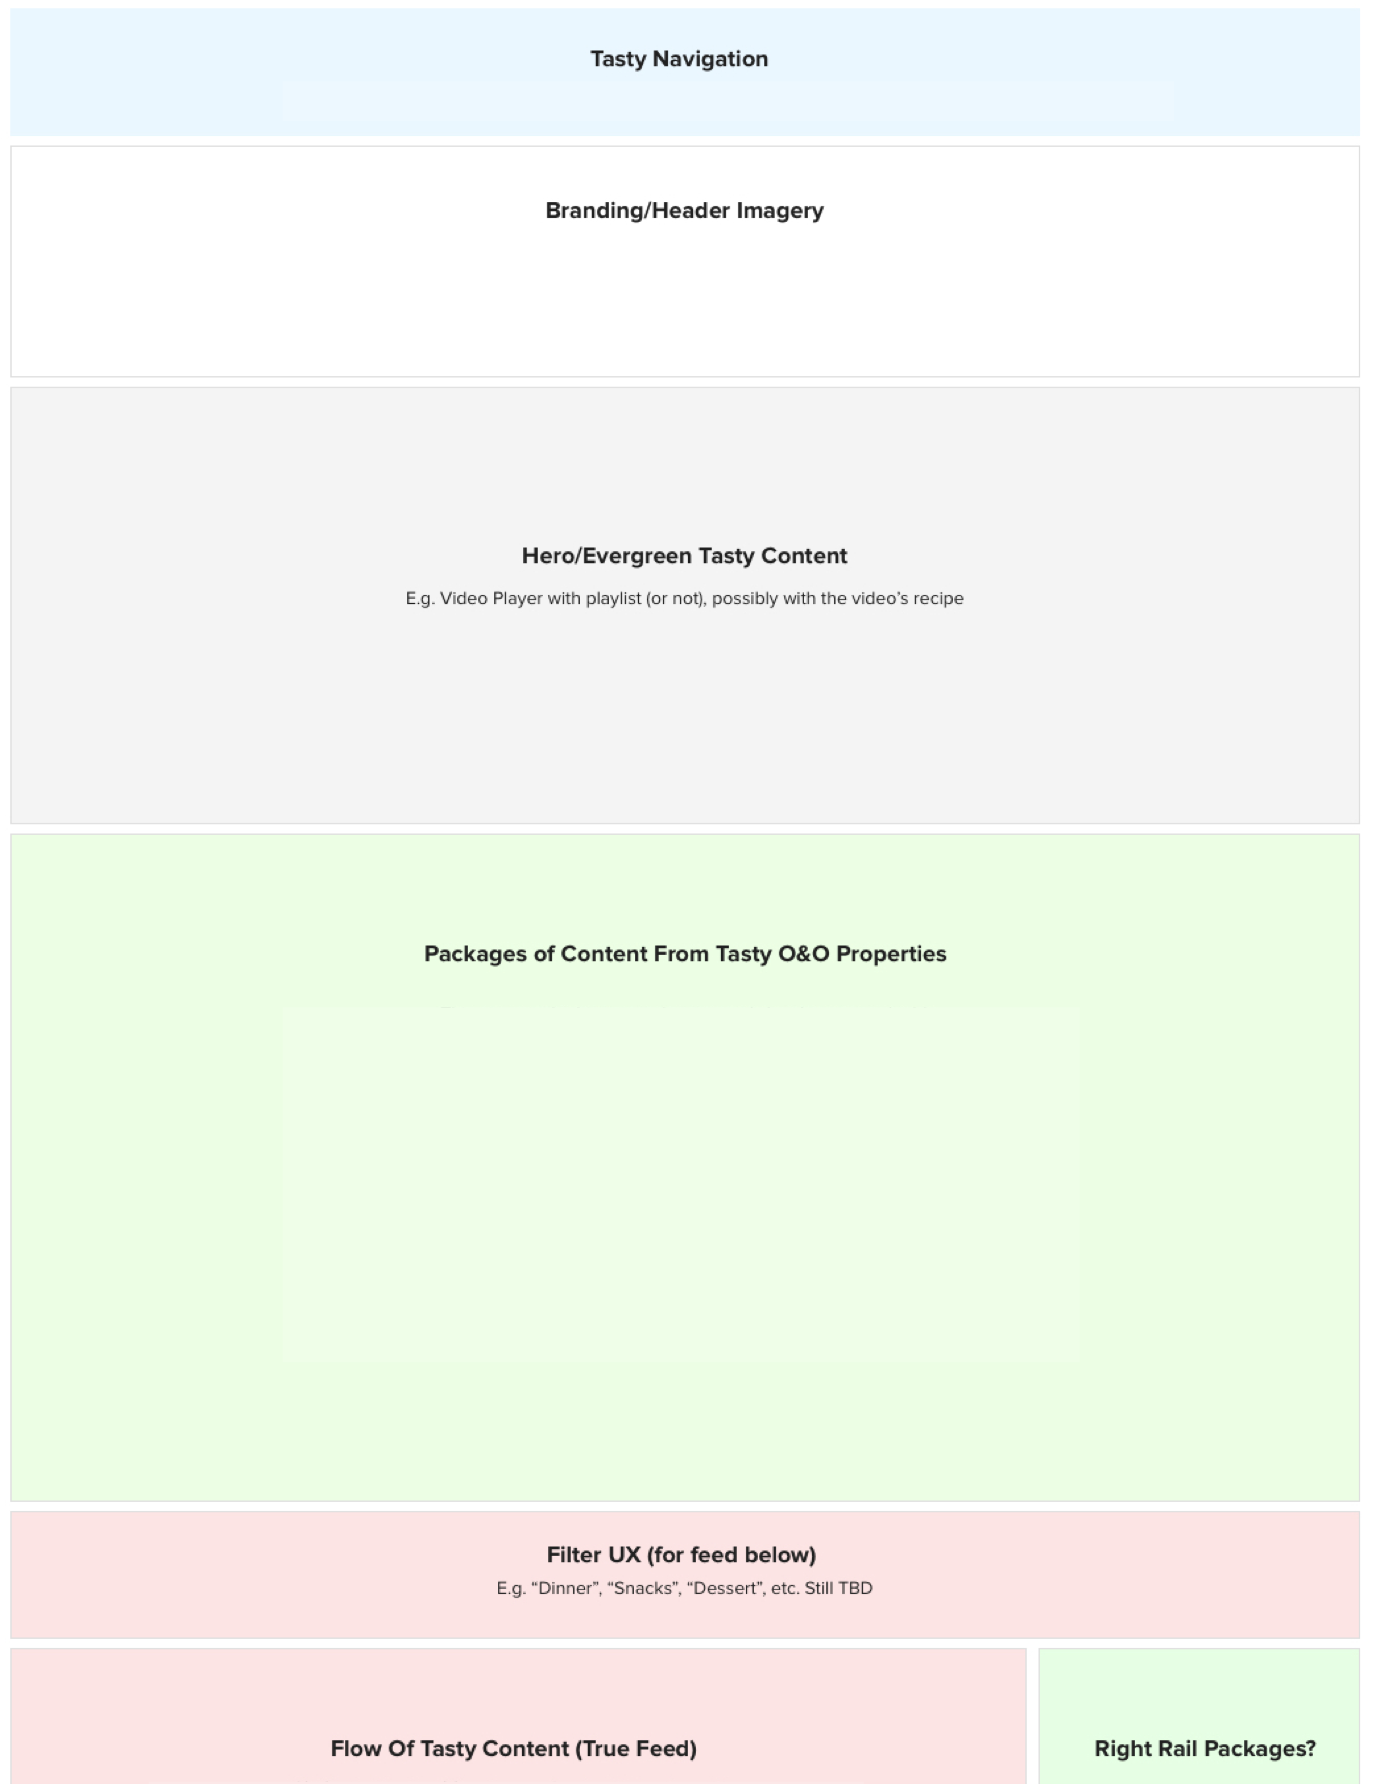 Tasty Navigation
Branding/Header Imagery
Hero/Evergreen Tasty Content
E.g. Video Player with playlist (or not), possibly with the video’s recipe
Packages of Content From Tasty O&O Properties
Filter UX (for feed below)
E.g. “Dinner”, “Snacks”, “Dessert”, etc. Still TBD
Flow Of Tasty Content (True Feed)
Right Rail Packages?